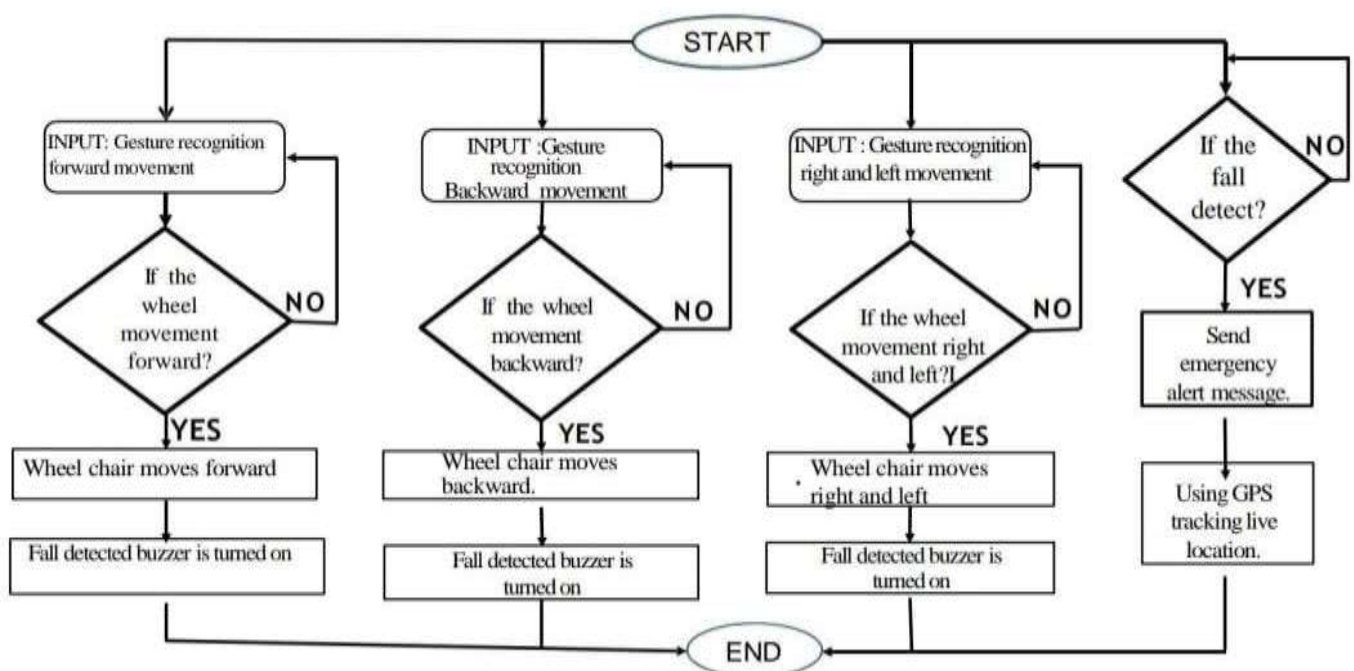 START
INPUT: Gesture recognition
forward movement
If the
wheel
movement
forward?
NO
YES
Wheel chair moves forward
Fall detected buzzer is turned on
INPUT :Gesture
recognition
Backward movement
If the wheel
movement
backward?
NO
YES
Wheel chair moves
backward.
Fall detected buzzer is
turned on
INPUT : Gesture recognition
right and left movement
If the wheel
movement right
and left?I
NO
YES
Wheel chair moves
right and left
Fall detected buzzer is
turned on
If the
fall
detect?
NO
YES
Send
emergency
alert message.
Using GPS
tracking live
location.
END